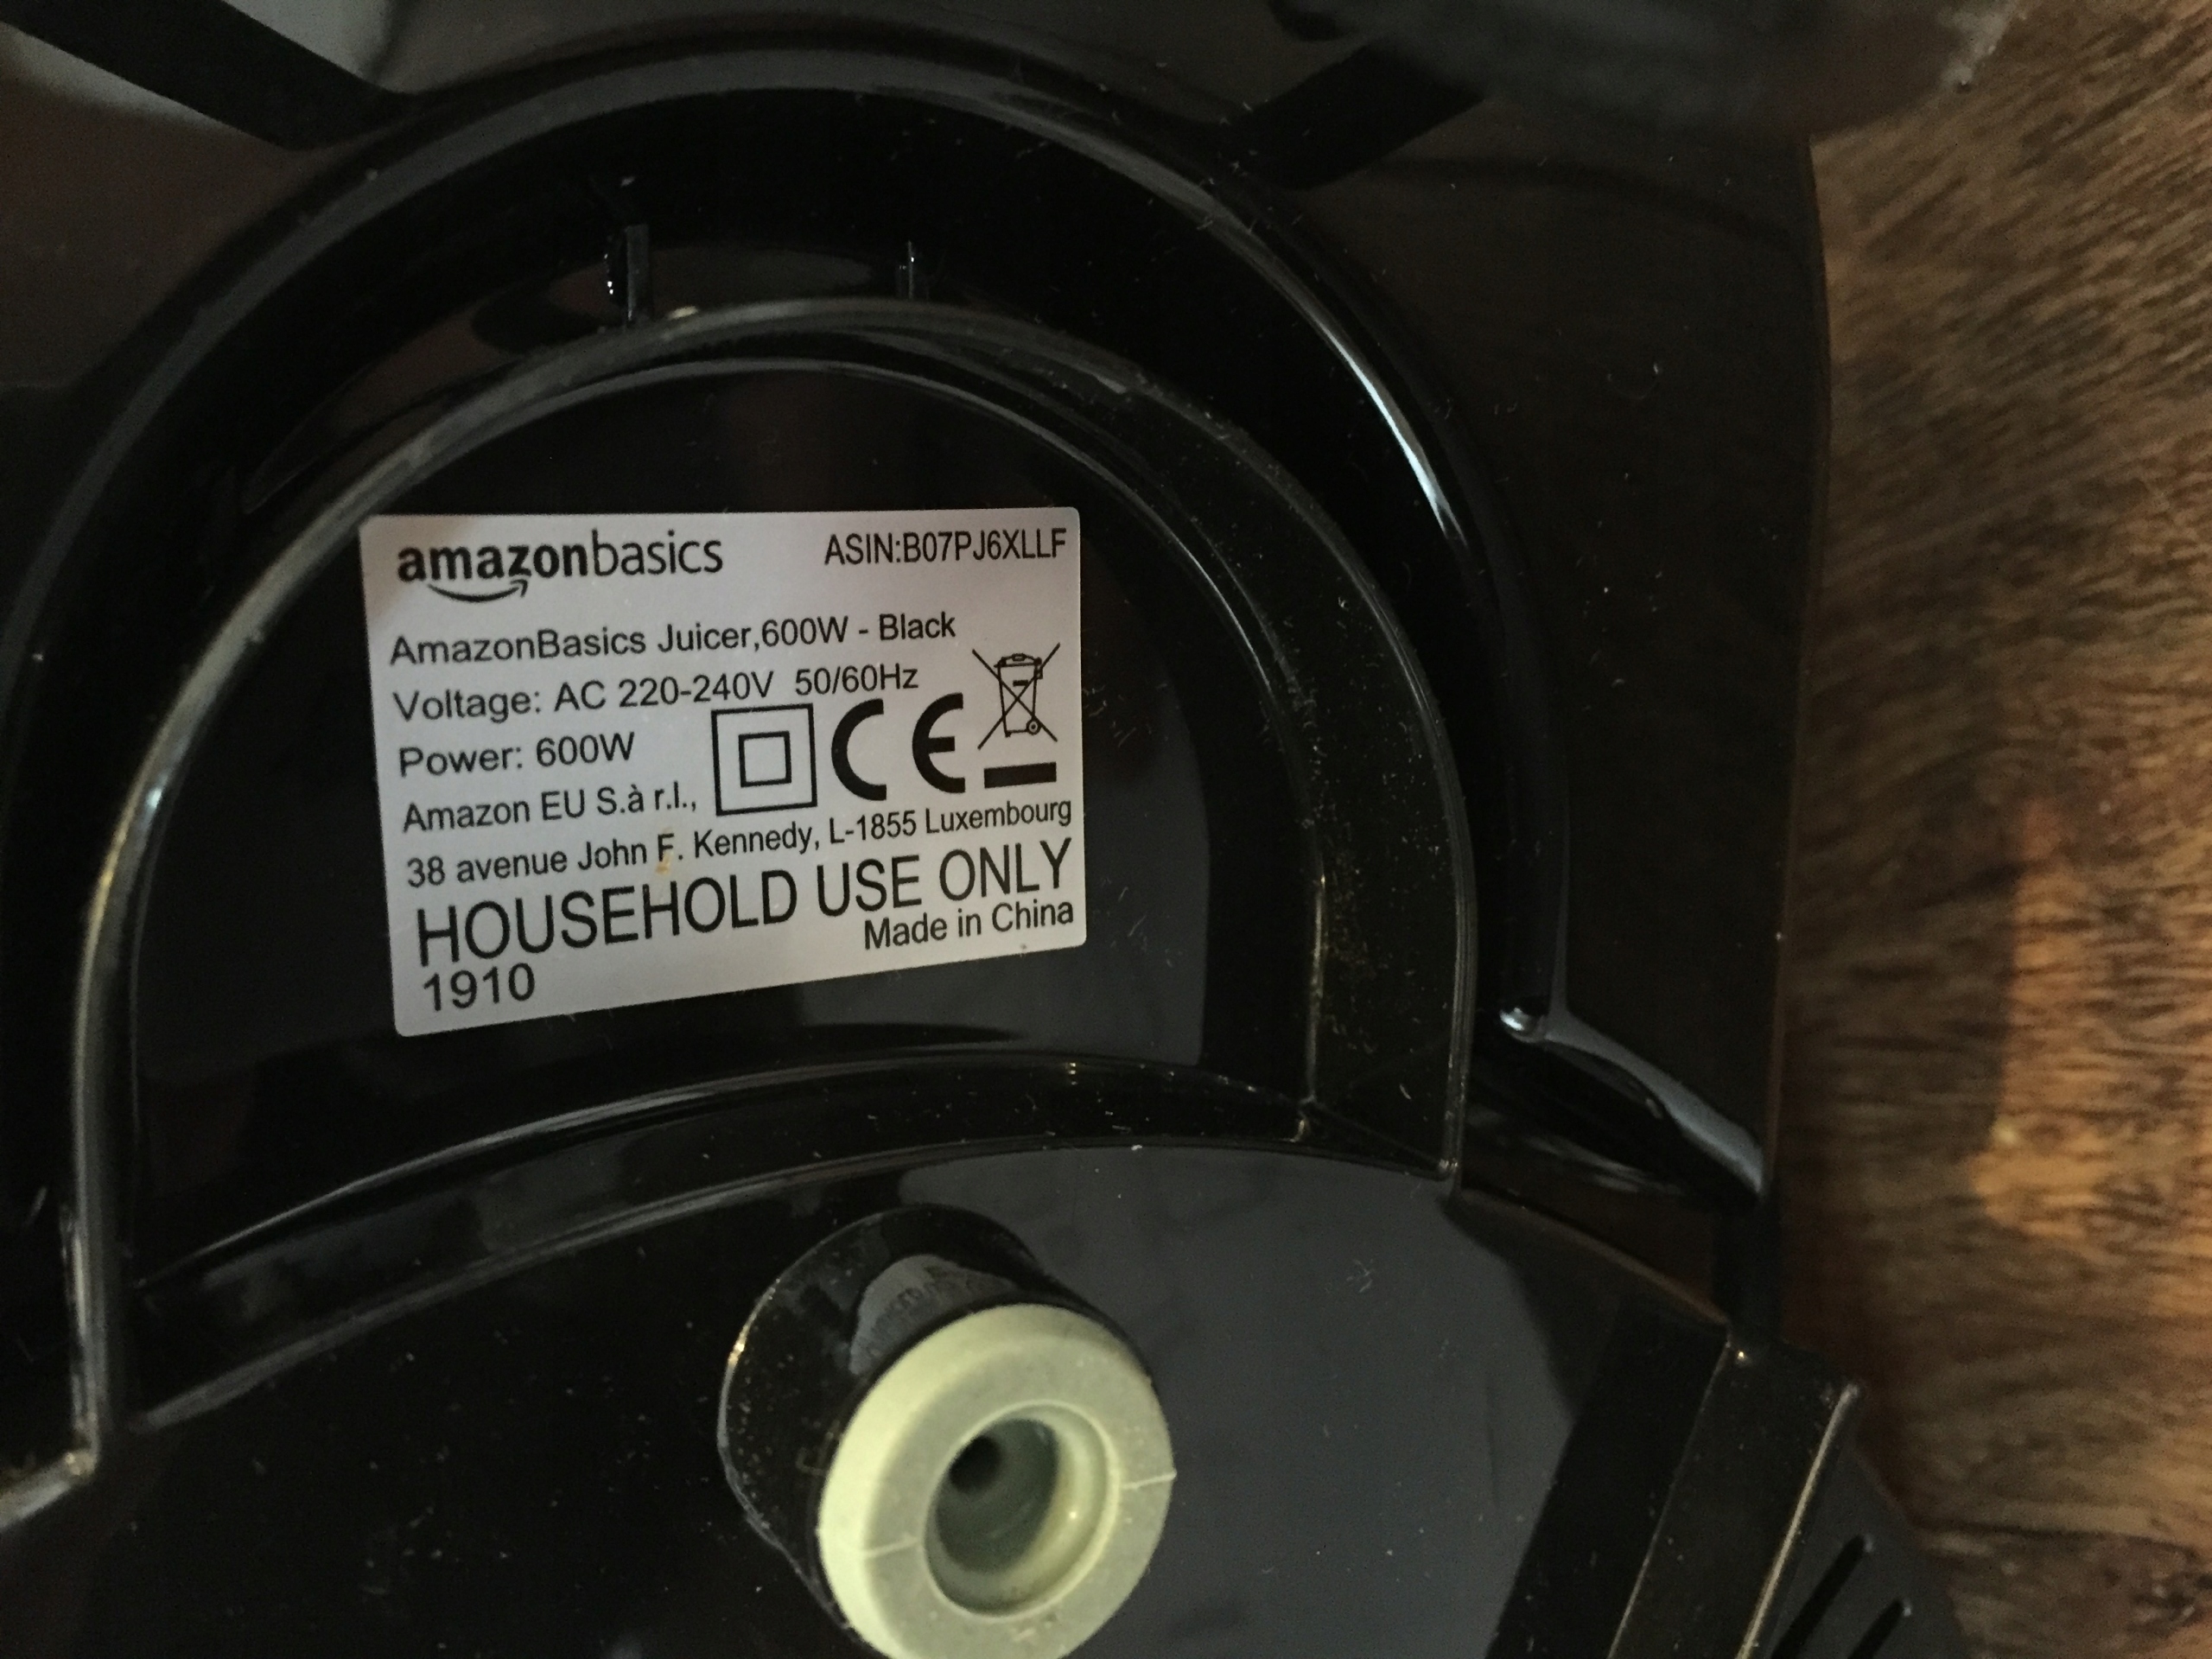 amazonbasics ASIN:B07PJ6XLLF
AmazonBasics Juicer,600W - Black
Voltage: AC 220-240V 50/60Hz
Power: 600W
CE
Amazon EU S.à r.l.,
38 avenue John F. Kennedy, L-1855 Luxembourg
HOUSEHOLD USE ONLY
Made in China
1910